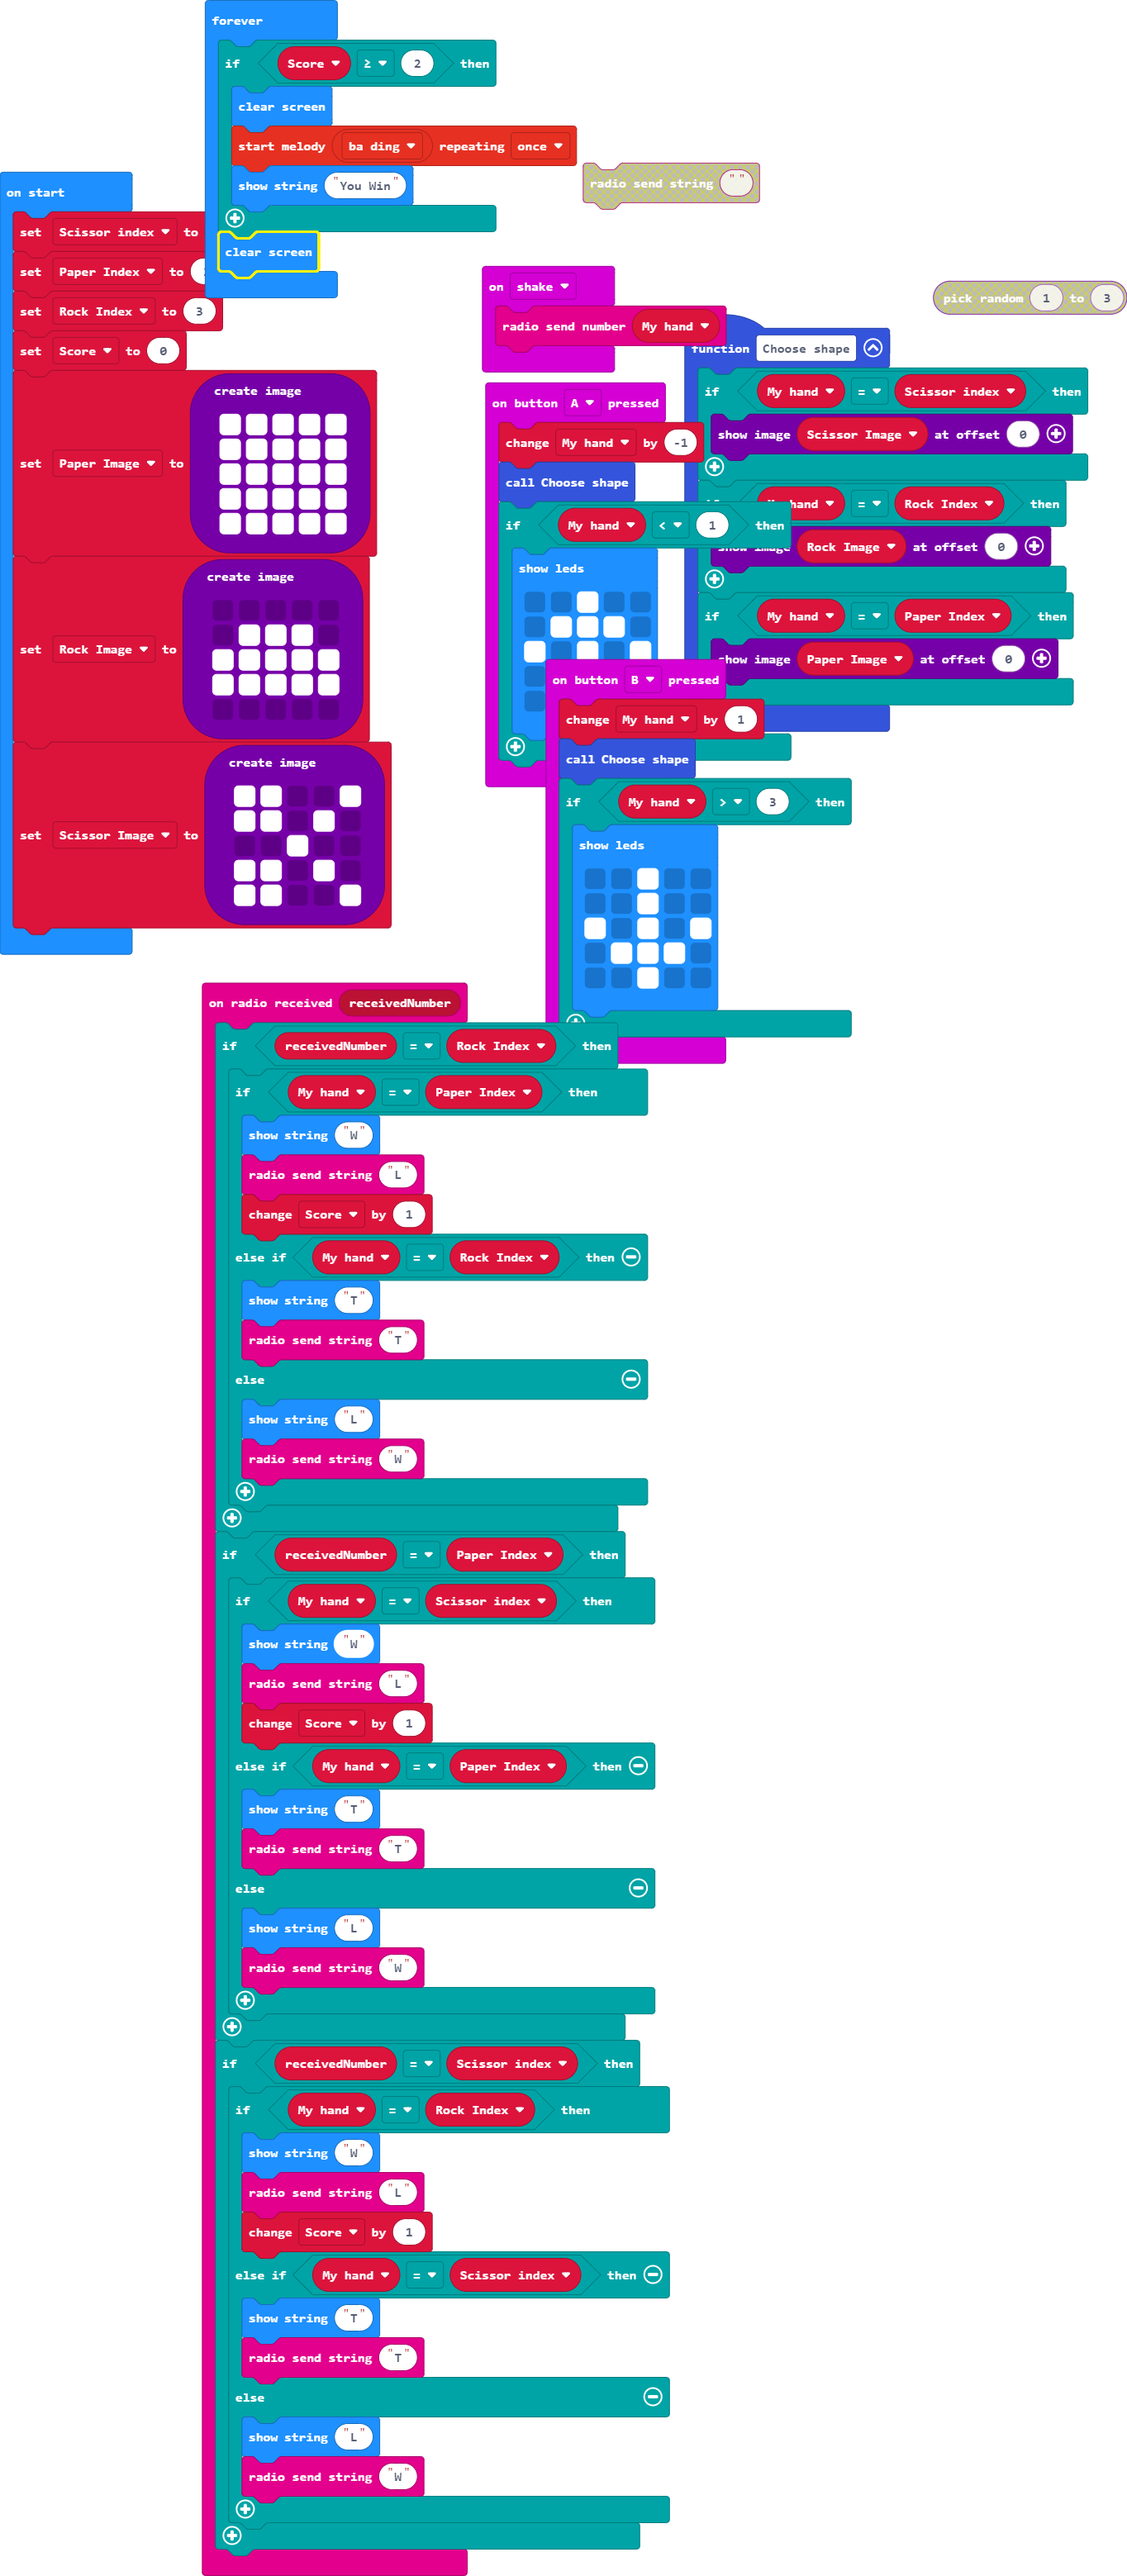 forever
if Score ≥ 2 then
clear screen
start melody ba ding repeating once
show string "You Win"
clear screen
radio send string " "
on start
set Scissor index to
set Paper Index to
set Rock Index to 3
set Score to 0
set Paper Image to create image
set Rock Image to create image
set Scissor Image to create image
on shake
radio send number My hand
pick random 1 to 3
function Choose shape
if My hand = Scissor index then
show image Scissor Image at offset 0
My hand = Rock Index then
show image Rock Image at offset 0
if My hand = Paper Index then
show image Paper Image at offset 0
on button A pressed
change My hand by -1
call Choose shape
if My hand < 1 then
show leds
on button B pressed
change My hand by 1
call Choose shape
if My hand > 3 then
show leds
on radio received receivedNumber
if receivedNumber = Rock Index then
if My hand = Paper Index then
show string "W"
radio send string "L"
change Score by 1
else if My hand = Rock Index then
show string "T"
radio send string "T"
else
show string "L"
radio send string "W"
if receivedNumber = Paper Index then
if My hand = Scissor index then
show string "W"
radio send string "L"
change Score by 1
else if My hand = Paper Index then
show string "T"
radio send string "T"
else
show string "L"
radio send string "W"
if receivedNumber = Scissor index then
if My hand = Rock Index then
show string "W"
radio send string "L"
change Score by 1
else if My hand = Scissor index then
show string "T"
radio send string "T"
else
show string "L"
radio send string "W"